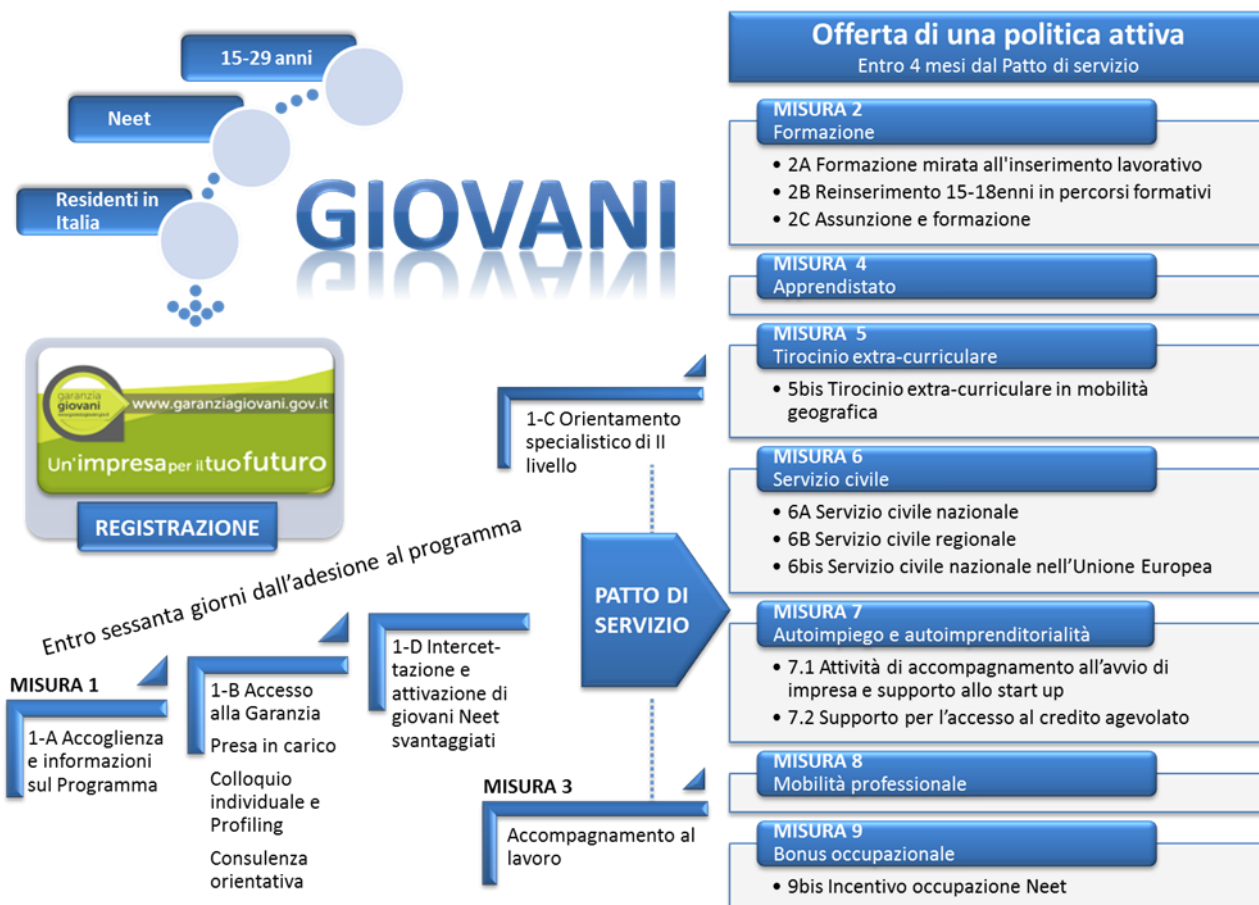 15-29 anni
Neet
Residenti in
Italia
GIOVANI
garanzia
giovani
www.garanziagiovani.gov.it
Un'impresa per il tuo futuro
REGISTRAZIONE
Entro sessanta giorni dall’adesione al programma
MISURA 1
1-A Accoglienza
e informazioni
sul Programma
1-B Accesso
alla Garanzia
Presa in carico
Colloquio
individuale e
Profiling
Consulenza
orientativa
1-D Intercet-
tazione e
attivazione di
giovani Neet
svantaggiati
1-C Orientamento
specialistico di II
livello
PATTO DI
SERVIZIO
MISURA 3
Accompagnamento al
lavoro
Offerta di una politica attiva
Entro 4 mesi dal Patto di servizio
MISURA 2
Formazione
• 2A Formazione mirata all'inserimento lavorativo
• 2B Reinserimento 15-18enni in percorsi formativi
• 2C Assunzione e formazione
MISURA 4
Apprendistato
MISURA 5
Tirocinio extra-curriculare
• 5bis Tirocinio extra-curriculare in mobilità
geografica
MISURA 6
Servizio civile
• 6A Servizio civile nazionale
• 6B Servizio civile regionale
• 6bis Servizio civile nazionale nell’Unione Europea
MISURA 7
Autoimpiego e autoimprenditorialità
• 7.1 Attività di accompagnamento all’avvio di
impresa e supporto allo start up
• 7.2 Supporto per l’accesso al credito agevolato
MISURA 8
Mobilità professionale
MISURA 9
Bonus occupazionale
• 9bis Incentivo occupazione Neet